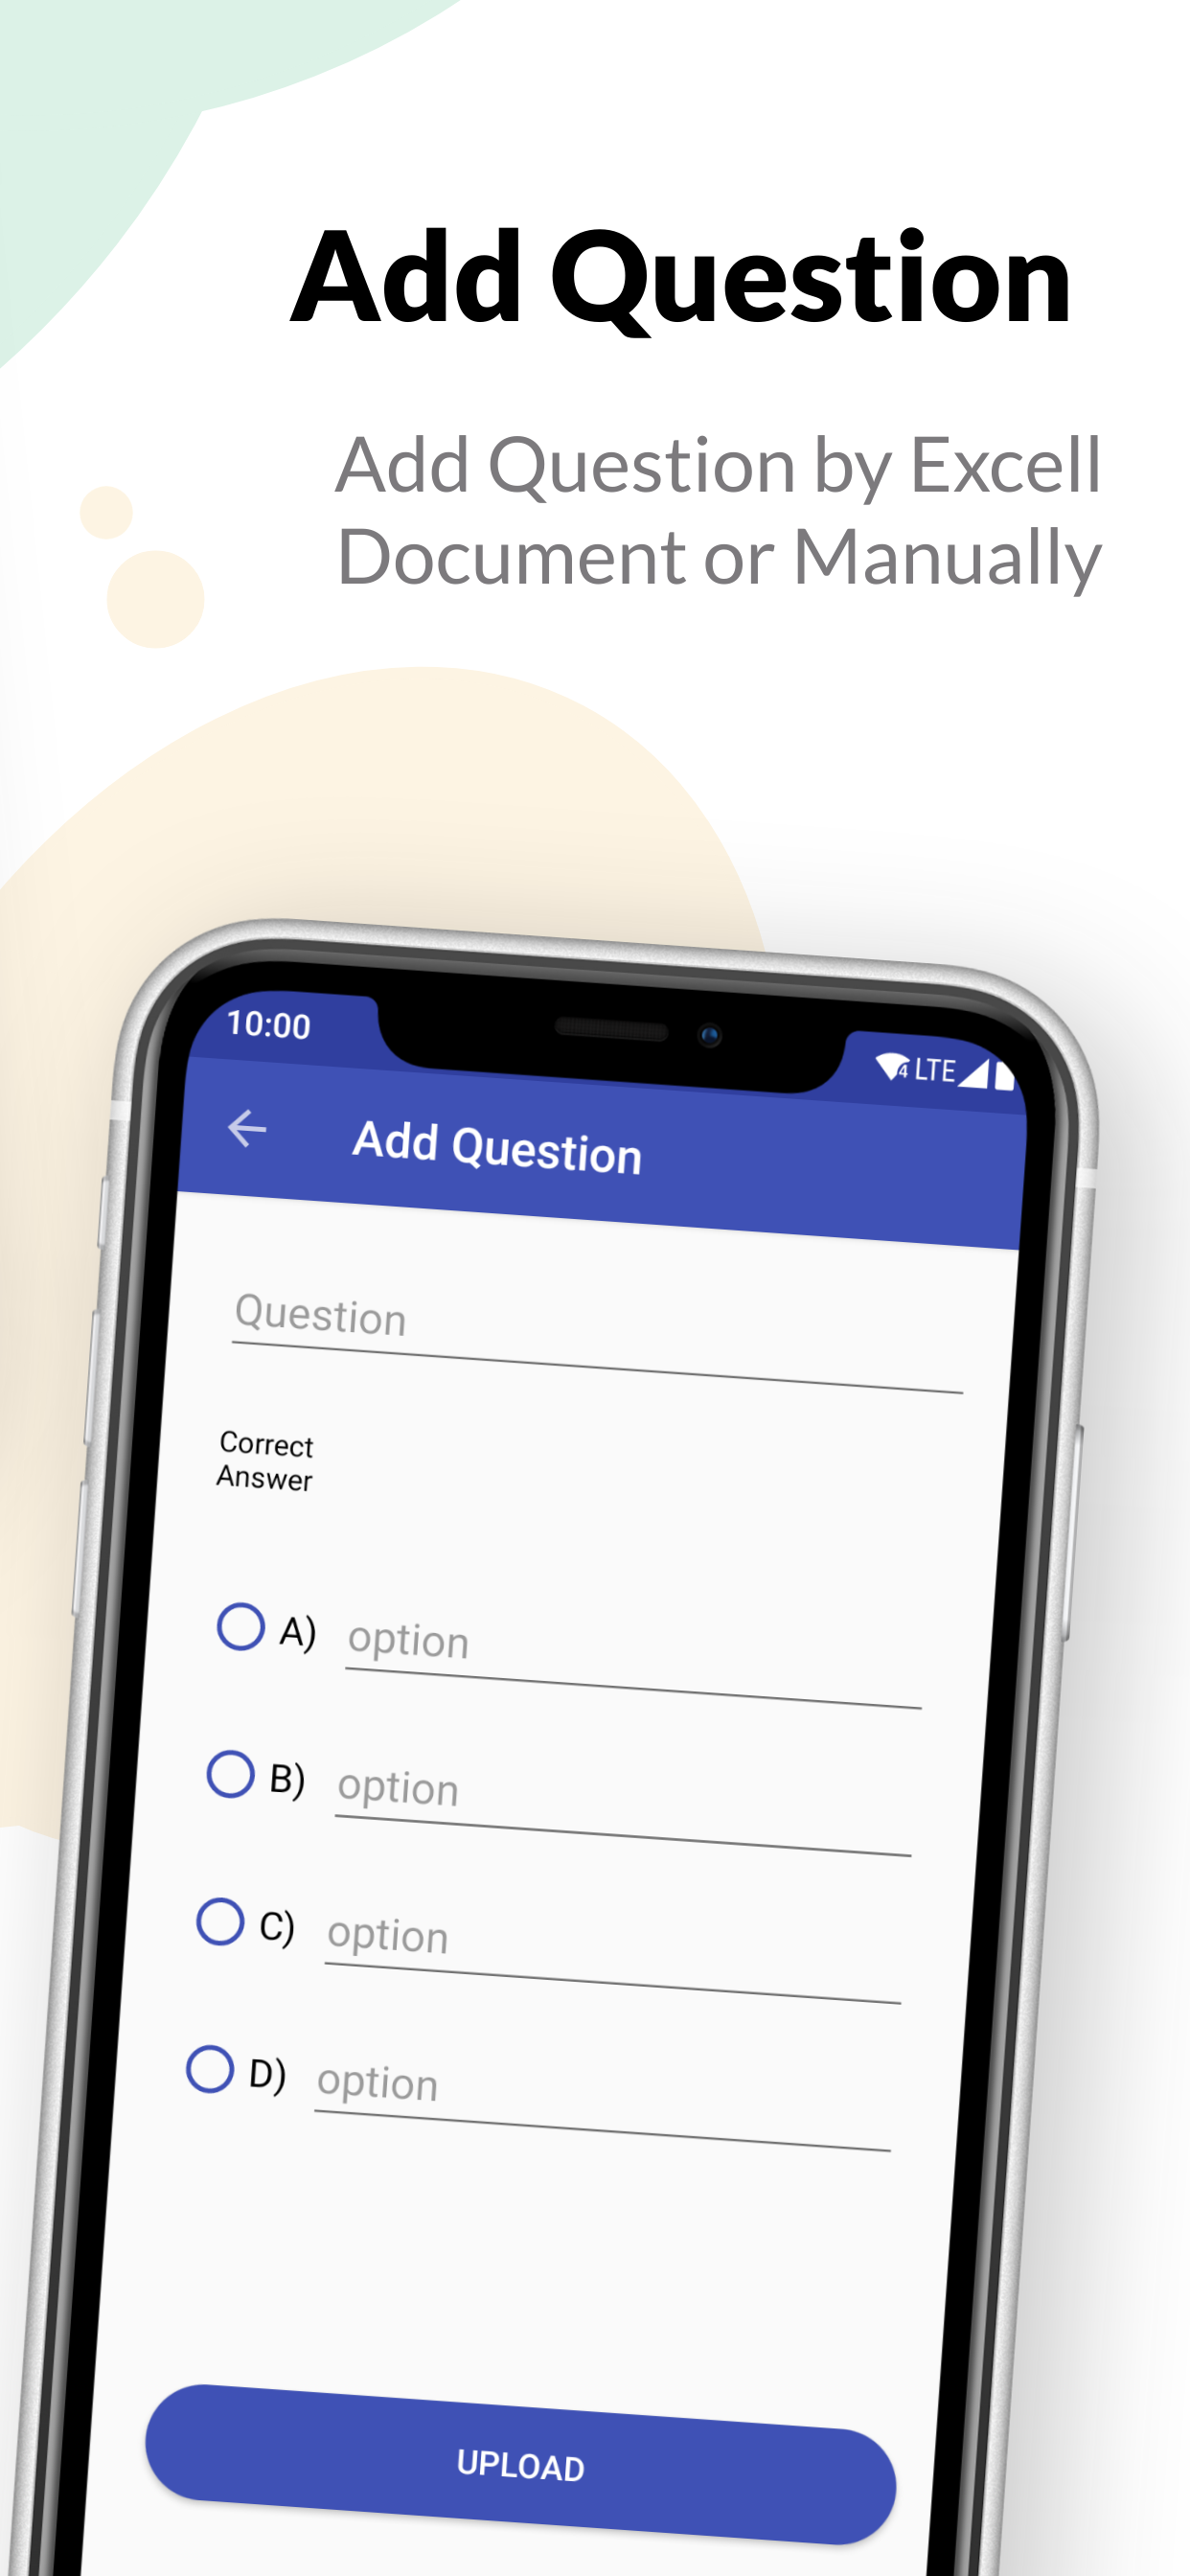 Add Question
Add Question by Excell
Document or Manually
10:00
4 LTE
Add Question
Question
Correct
Answer
A) option
B) option
C) option
D) option
UPLOAD